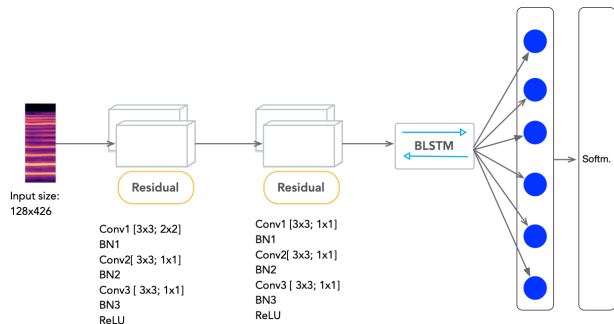 Input size:
128x426
Residual
Conv1 [3x3; 2x2]
BN1
Conv2[ 3x3; 1x1]
BN2
Conv3 [ 3x3; 1x1]
BN3
ReLU
Residual
Conv1 [3x3; 1x1]
BN1
Conv2[ 3x3; 1x1]
BN2
Conv3 [ 3x3; 1x1]
BN3
ReLU
BLSTM
Softm.